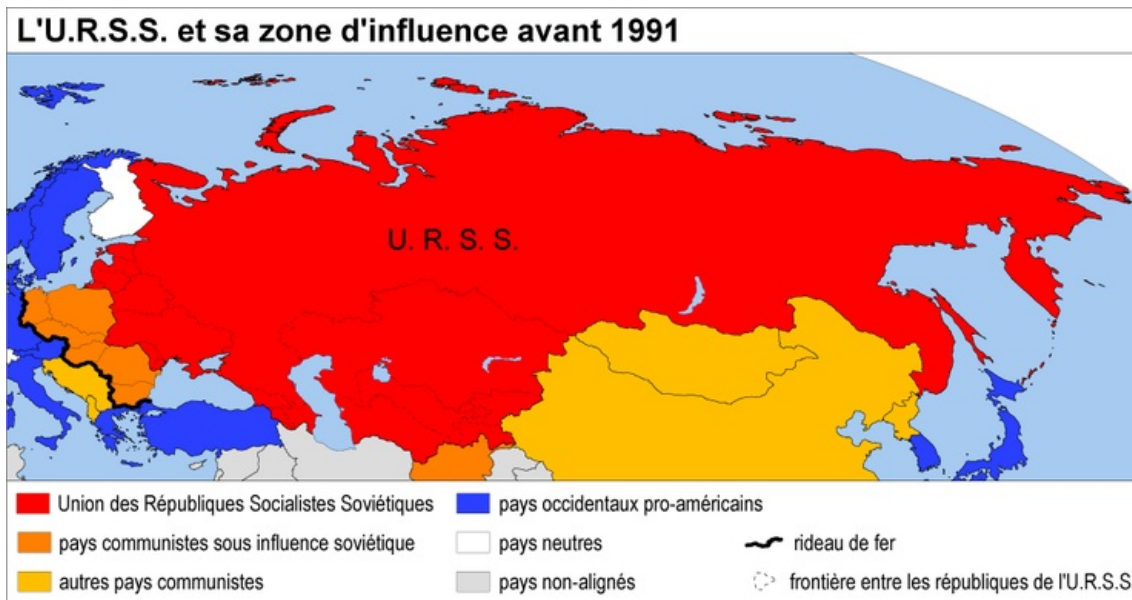 L'U.R.S.S. et sa zone d'influence avant 1991
U. R. S. S.
Union des Républiques Socialistes Soviétiques
pays communistes sous influence soviétique
autres pays communistes
pays occidentaux pro-américains
pays neutres
pays non-alignés
rideau de fer
frontière entre les républiques de l'U.R.S.S